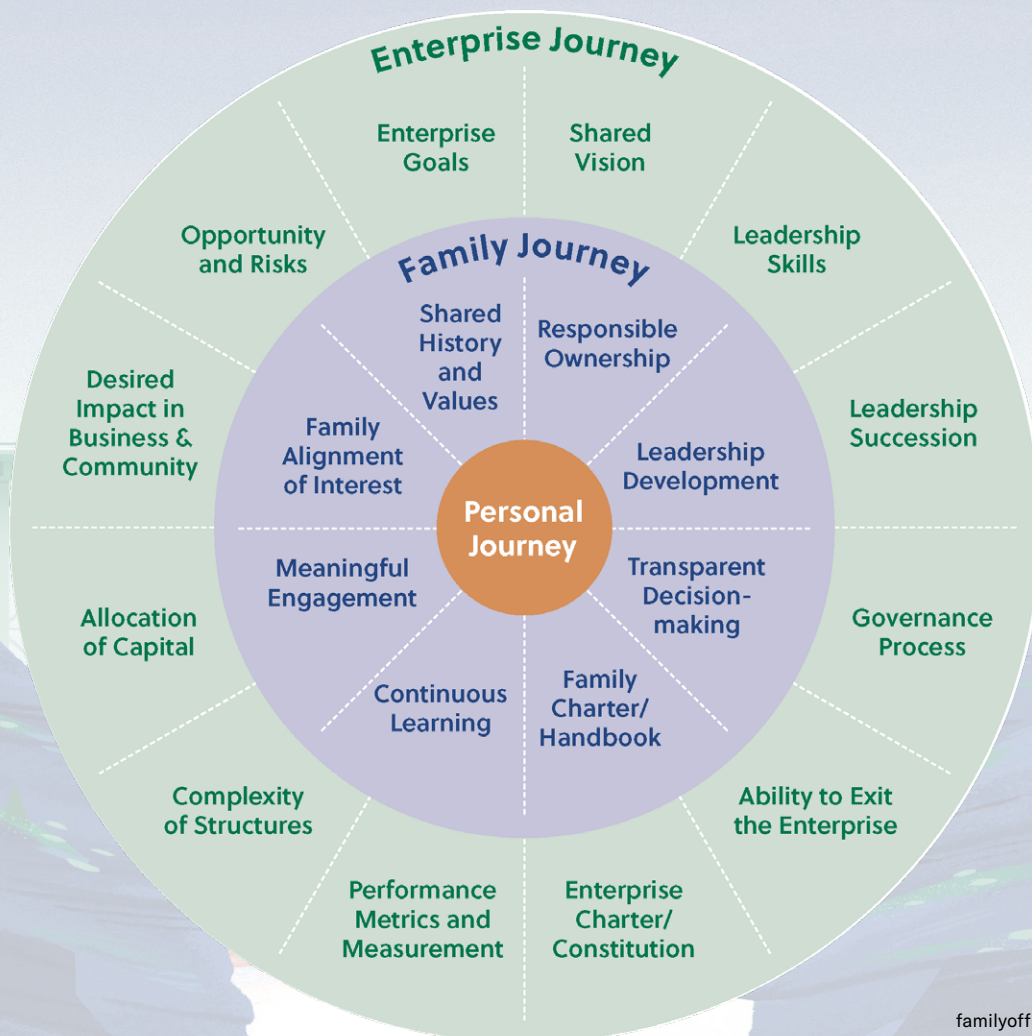 Enterprise Journey
Enterprise
Goals
Shared
Vision
Leadership
Skills
Leadership
Succession
Governance
Process
Ability to Exit
the Enterprise
Enterprise
Charter/
Constitution
Performance
Metrics and
Measurement
Complexity
of Structures
Allocation
of Capital
Desired
Impact in
Business &
Community
Opportunity
and Risks
Family Journey
Shared
History
and
Values
Responsible
Ownership
Leadership
Development
Transparent
Decision-
making
Family
Charter/
Handbook
Continuous
Learning
Meaningful
Engagement
Family
Alignment
of Interest
Personal
Journey
familyoff